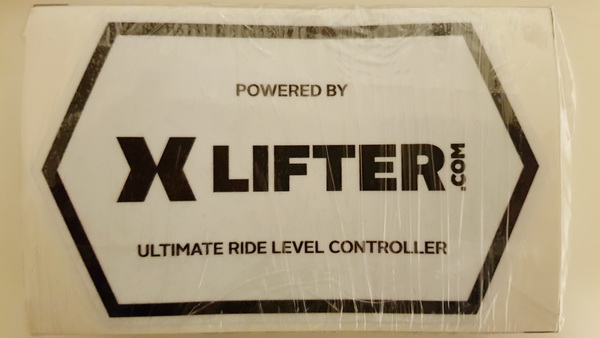 POWERED BY
X LIFTER.COM
ULTIMATE RIDE LEVEL CONTROLLER